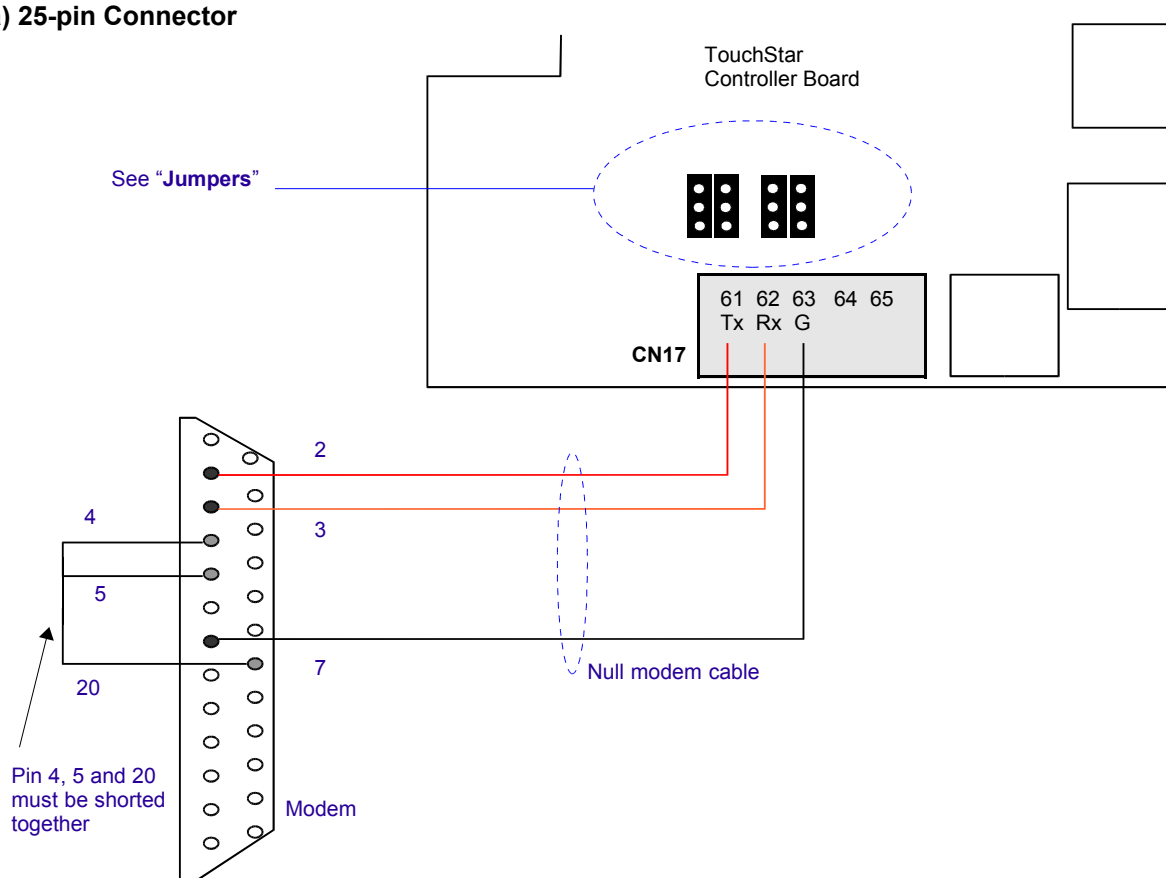 ) 25-pin Connector
TouchStar
Controller Board
See “Jumpers”
61 62 63 64 65
Tx Rx G
CN17
2
4
3
5
7
20
Null modem cable
Pin 4, 5 and 20
must be shorted
together
Modem